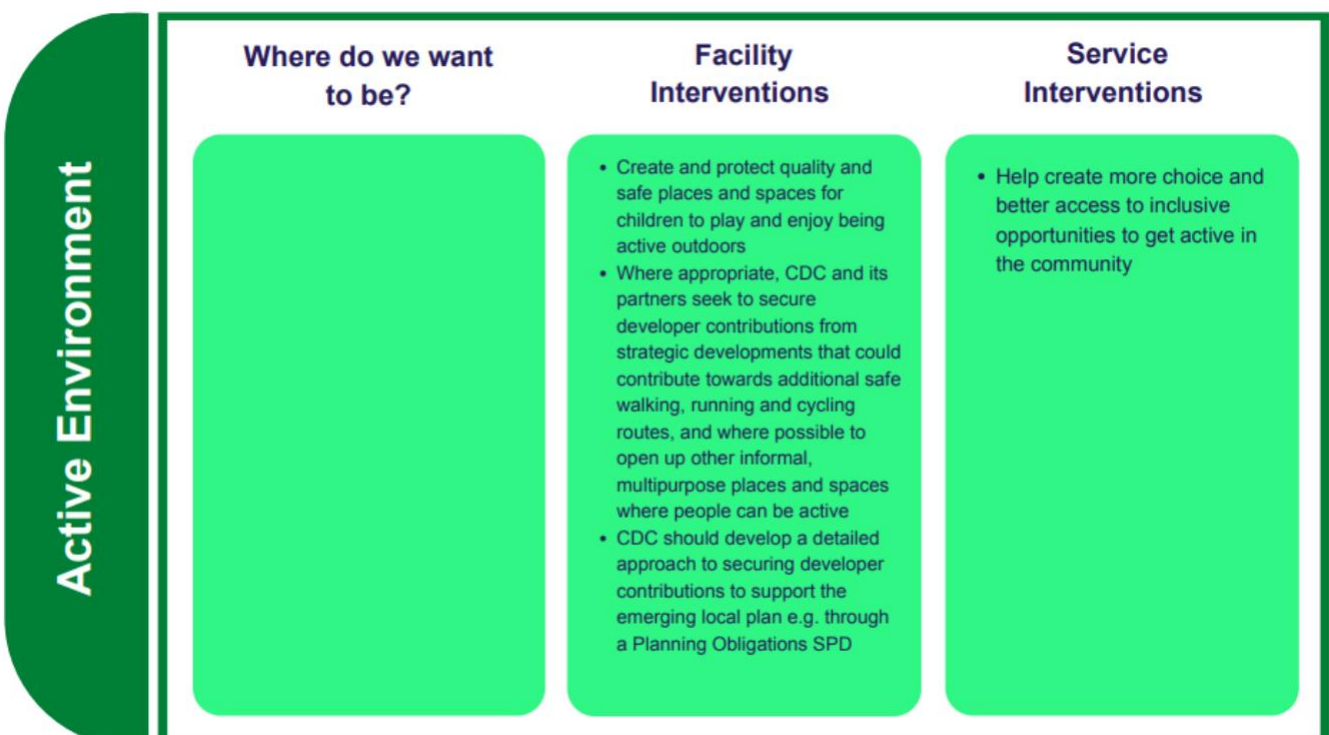 Active Environment
Where do we want
to be?
Facility
Interventions
• Create and protect quality and
safe places and spaces for
children to play and enjoy being
active outdoors
• Where appropriate, CDC and its
partners seek to secure
developer contributions from
strategic developments that could
contribute towards additional safe
walking, running and cycling
routes, and where possible to
open up other informal,
multipurpose places and spaces
where people can be active
• CDC should develop a detailed
approach to securing developer
contributions to support the
emerging local plan e.g. through
a Planning Obligations SPD
Service
Interventions
• Help create more choice and
better access to inclusive
opportunities to get active in
the community